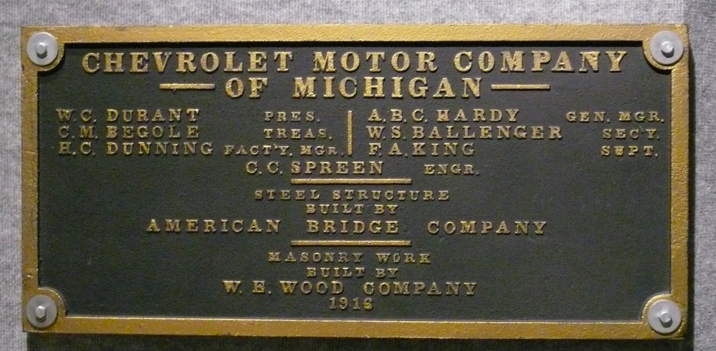 CHEVROLET MOTOR COMPANY
OF MICHIGAN
W.C. DURANT PRES. A.B.C. HARDY GEN. MGR.
C.M. BEGOLE TREAS. W.S. BALLENGER SEC'Y.
H.C. DUNNING FACT'Y. MGR. F.A. KING SUPT.
C.C. SPREEN ENGR.
STEEL STRUCTURE
BUILT BY
AMERICAN BRIDGE COMPANY
MASONRY WORK
BUILT BY
W. E. WOOD COMPANY